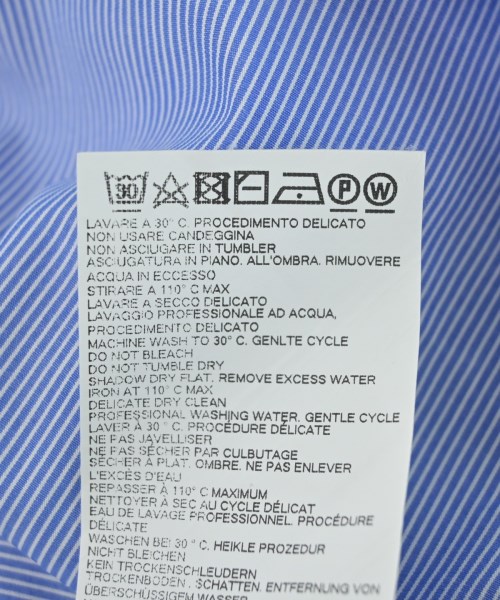 30 P W
LAVARE A 30° C. PROCEDIMENTO DELICATO
NON USARE CANDEGGINA
NON ASCIUGARE IN TUMBLER
ASCIUGATURA IN PIANO. ALL'OMBRA. RIMUOVERE
ACQUA IN ECCESSO
STIRARE A 110° C MAX
LAVARE A SECCO DELICATO
LAVAGGIO PROFESSIONALE AD ACQUA,
PROCEDIMENTO DELICATO
MACHINE WASH TO 30° C. GENLTE CYCLE
DO NOT BLEACH
DO NOT TUMBLE DRY
SHADOW DRY FLAT. REMOVE EXCESS WATER
IRON AT 110° C MAX
DELICATE DRY CLEAN
PROFESSIONAL WASHING WATER. GENTLE CYCLE
LAVER À 30° C. PROCÉDURE DÉLICATE
NE PAS JAVELLISER
NE PAS SÉCHER PAR CULBUTAGE
SÉCHER À PLAT. OMBRE. NE PAS ENLEVER
L'EXCÈS D'EAU
REPASSER À 110° C MAXIMUM
NETTOYER À SEC AU CYCLE DÉLICAT
EAU DE LAVAGE PROFESSIONNEL. PROCÉDURE
DÉLICATE
WASCHEN BEI 30° C. HEIKLE PROZEDUR
NICHT BLEICHEN
KEIN TROCKENSCHLEUDERN
TROCKENBODEN . SCHATTEN. ENTFERNUNG VON
ÜBERSCHÜSSIGEM WASSER